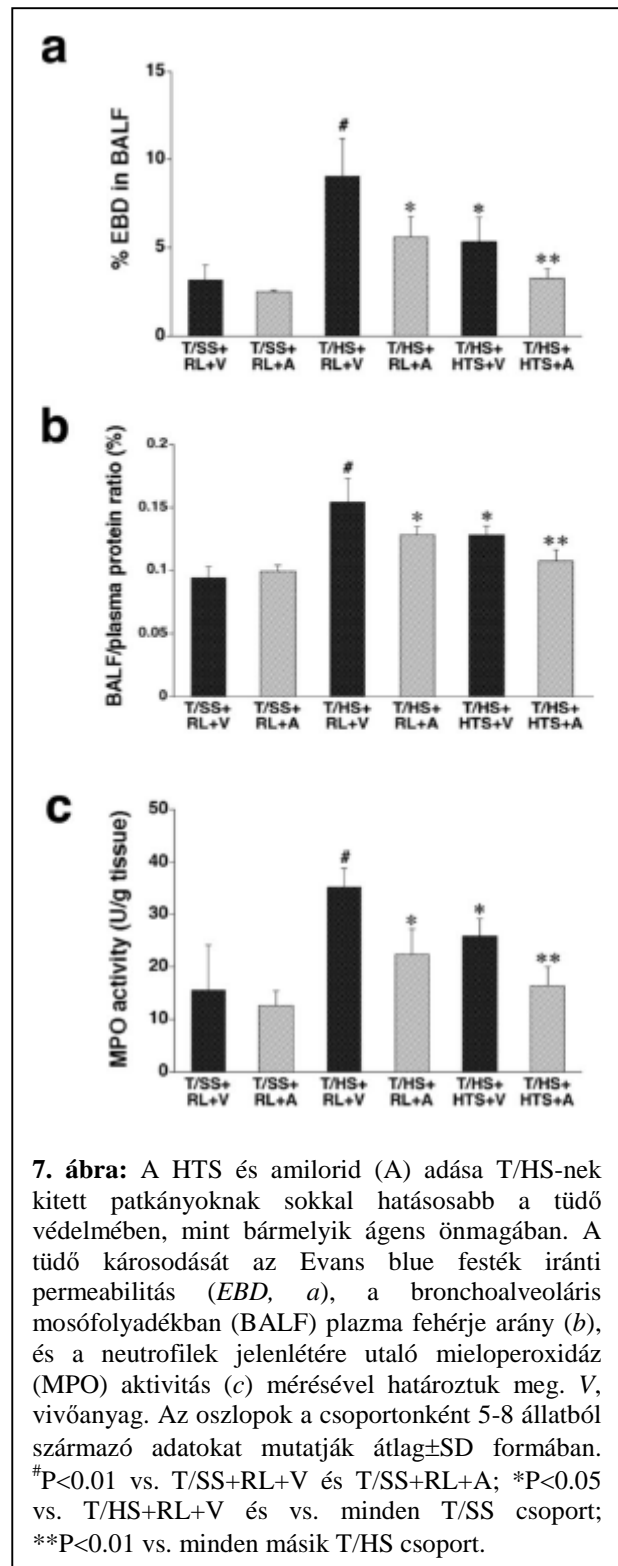 a
% EBD in BALF
15
10
5
0
#
*
*
**
T/SS+ T/SS+ T/HS+ T/HS+ T/HS+ T/HS+
RL+V RL+A RL+V RL+A HTS+V HTS+A
b
BALF/plasma protein ratio (%)
0.2
0.15
0.1
0.05
0
#
*
*
**
T/SS+ T/SS+ T/HS+ T/HS+ T/HS+ T/HS+
RL+V RL+A RL+V RL+A HTS+V HTS+A
c
MPO activity (U/g tissue)
50
40
30
20
10
0
#
*
*
**
T/SS+ T/SS+ T/HS+ T/HS+ T/HS+ T/HS+
RL+V RL+A RL+V RL+A HTS+V HTS+A
7. ábra: A HTS és amilorid (A) adása T/HS-nek
kitett patkányoknak sokkal hatásosabb a tüdő
védelmében, mint bármelyik ágens önmagában. A
tüdő károsodását az Evans blue festék iránti
permeabilitás (EBD, a), a bronchoalveoláris
mosófolyadékban (BALF) plazma fehérje arány (b),
és a neutrofilek jelenlétére utaló mieloperoxidáz
(MPO) aktivitás (c) mérésével határoztuk meg. V,
vivőanyag. Az oszlopok a csoportonként 5-8 állatból
származó adatokat mutatják átlag±SD formában.
#P<0.01 vs. T/SS+RL+V és T/SS+RL+A; *P<0.05
vs. T/HS+RL+V és vs. minden T/SS csoport;
**P<0.01 vs. minden másik T/HS csoport.